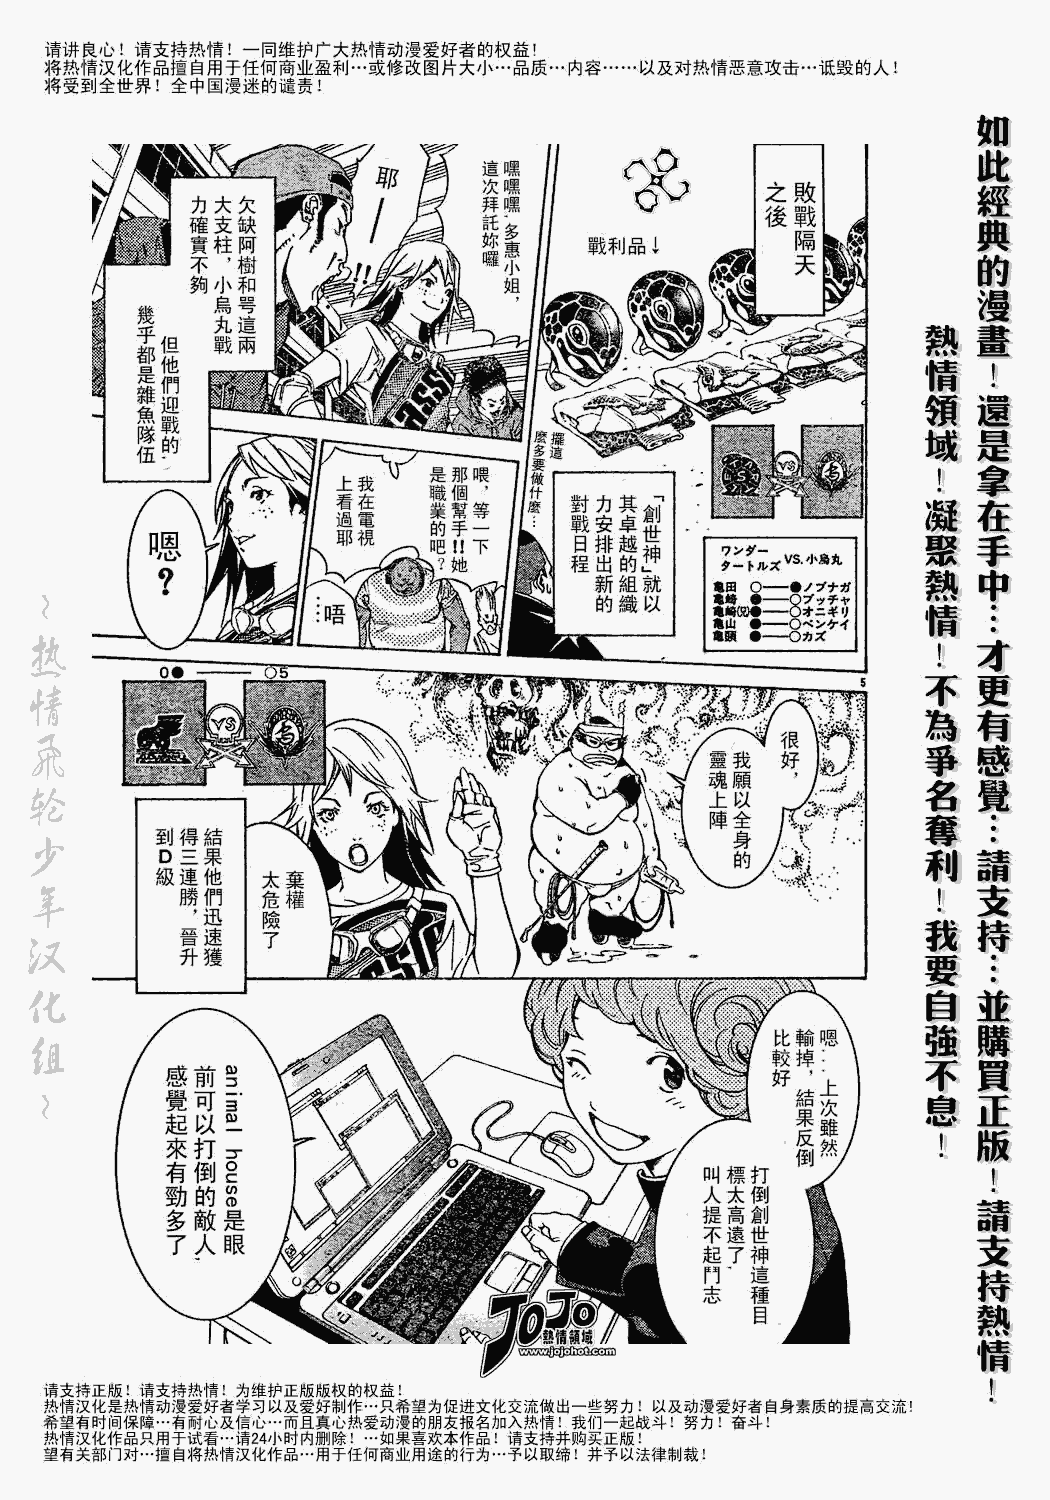 请讲良心！请支持热情！一同维护广大热情动漫爱好者的权益！
将热情汉化作品擅自用于任何商业盈利…或修改图片大小…品质…内容……以及对热情恶意攻击…诋毁的人！
将受到全世界！全中国漫迷的谴责！
如此經典的漫畫！還是拿在手中…才更有感覺…請支持…並購買正版！請支持熱情！
熱情領域！凝聚熱情！不為爭名奪利！我要自強不息！
敗戰隔天
之後
戰利品↓
擺這
麼多要做什麼…
「創世神」就以
其卓越的組織
力安排出新的
對戰日程
ワンダー
タートルズ VS.小烏丸
亀田 ○―●ノブナガ
亀崎 ●―○ブッチャ
亀崎(兄) ●―○オニギリ
亀山 ●―○ベンケイ
亀頭 ●―○カズ
嘿嘿嘿，多惠小姐，
這次拜託妳囉
耶——!!
欠缺阿樹和咢這兩
大支柱，小烏丸戰
力確實不夠
但他們迎戰的，
幾乎都是雜魚隊伍
喂，等一下
那個幫手!!她
是職業的吧？
我在電視
上看過耶
…唔
嗯？
5
很好，
我願以全身的
靈魂上陣
0●――○5
VS
棄權
太危險了
結果他們迅速獲
得三連勝，晉升
到D級
嗯…，上次雖然
輸掉，結果反倒
比較好
打倒創世神這種目
標太高遠了，
叫人提不起鬥志
animal house是眼
前可以打倒的敵人，
感覺起來有勁多了
JOJO
熱情領域
www.jojohot.com
～热情飛轮少年汉化组～
请支持正版！请支持热情！为维护正版版权的权益！
热情汉化是热情动漫爱好者学习以及爱好制作…只希望为促进文化交流做出一些努力！以及动漫爱好者自身素质的提高交流！
希望有时间保障…有耐心及信心…而且真心热爱动漫的朋友报名加入热情！我们一起战斗！努力！奋斗！
热情汉化作品只用于试看…请24小时内删除！…如果喜欢本作品！请支持并购买正版！
望有关部门对…擅自将热情汉化作品…用于任何商业用途的行为…予以取缔！并予以法律制裁！